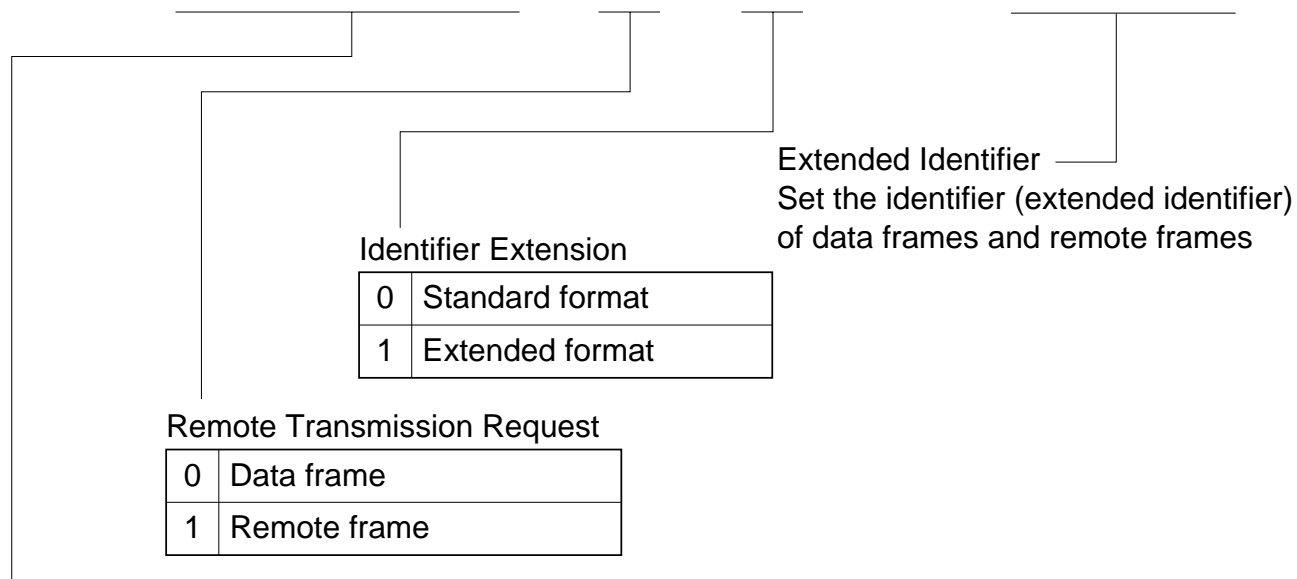 Extended Identifier
Set the identifier (extended identifier)
of data frames and remote frames
Identifier Extension
0 Standard format
1 Extended format
Remote Transmission Request
0 Data frame
1 Remote frame